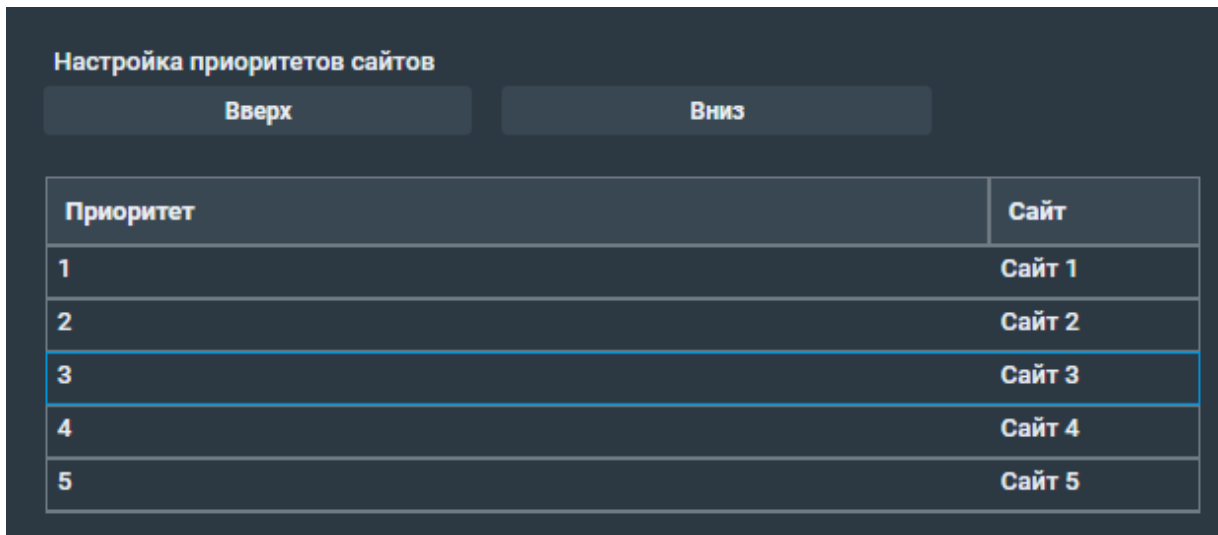 Настройка приоритетов сайтов
Вверх Вниз
Приоритет Сайт
1 Сайт 1
2 Сайт 2
3 Сайт 3
4 Сайт 4
5 Сайт 5